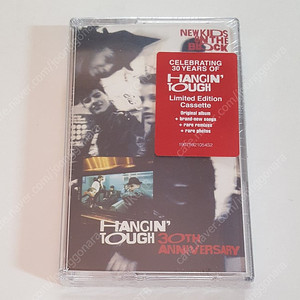 NEW KIDS
ON THE
BLOCK
CELEBRATING
30 YEARS OF
HANGIN'
TOUGH
Limited Edition
Cassette
Original album
+ brand-new songs
+ rare remixes
+ rare photos
HANGIN'
TOUGH
30TH
ANNIVERSARY